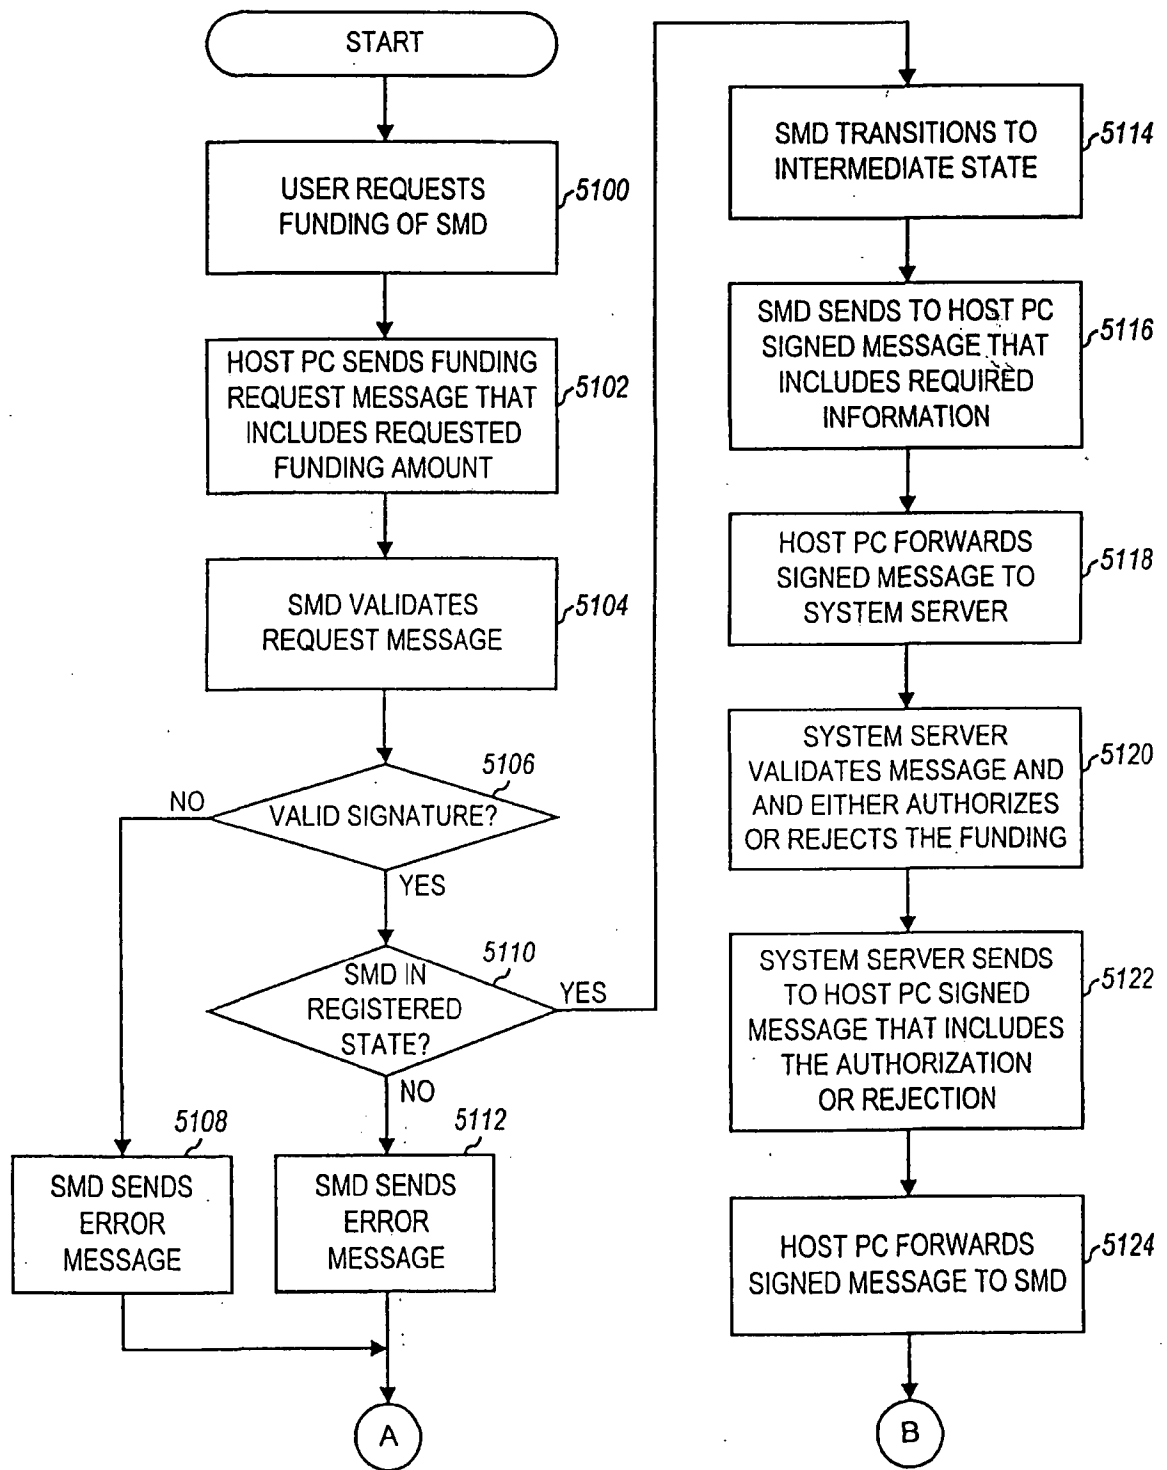 START
USER REQUESTS
FUNDING OF SMD
5100
HOST PC SENDS FUNDING
REQUEST MESSAGE THAT
INCLUDES REQUESTED
FUNDING AMOUNT
5102
SMD VALIDATES
REQUEST MESSAGE
5104
5106
NO
VALID SIGNATURE?
YES
5110
SMD IN
REGISTERED
STATE?
YES
NO
5108
SMD SENDS
ERROR
MESSAGE
5112
SMD SENDS
ERROR
MESSAGE
A
SMD TRANSITIONS TO
INTERMEDIATE STATE
5114
SMD SENDS TO HOST PC
SIGNED MESSAGE THAT
INCLUDES REQUIRED
INFORMATION
5116
HOST PC FORWARDS
SIGNED MESSAGE TO
SYSTEM SERVER
5118
SYSTEM SERVER
VALIDATES MESSAGE AND
AND EITHER AUTHORIZES
OR REJECTS THE FUNDING
5120
SYSTEM SERVER SENDS
TO HOST PC SIGNED
MESSAGE THAT INCLUDES
THE AUTHORIZATION
OR REJECTION
5122
HOST PC FORWARDS
SIGNED MESSAGE TO SMD
5124
B